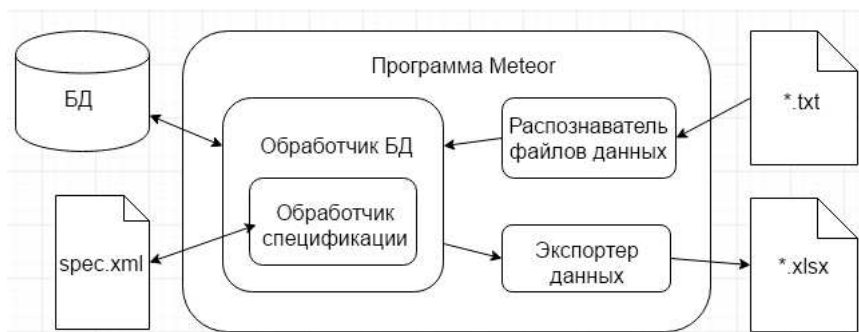 Программа Meteor
БД
Обработчик БД
Распознаватель
файлов данных
*.txt
Обработчик
спецификации
spec.xml
Экспортер
данных
*.xlsx